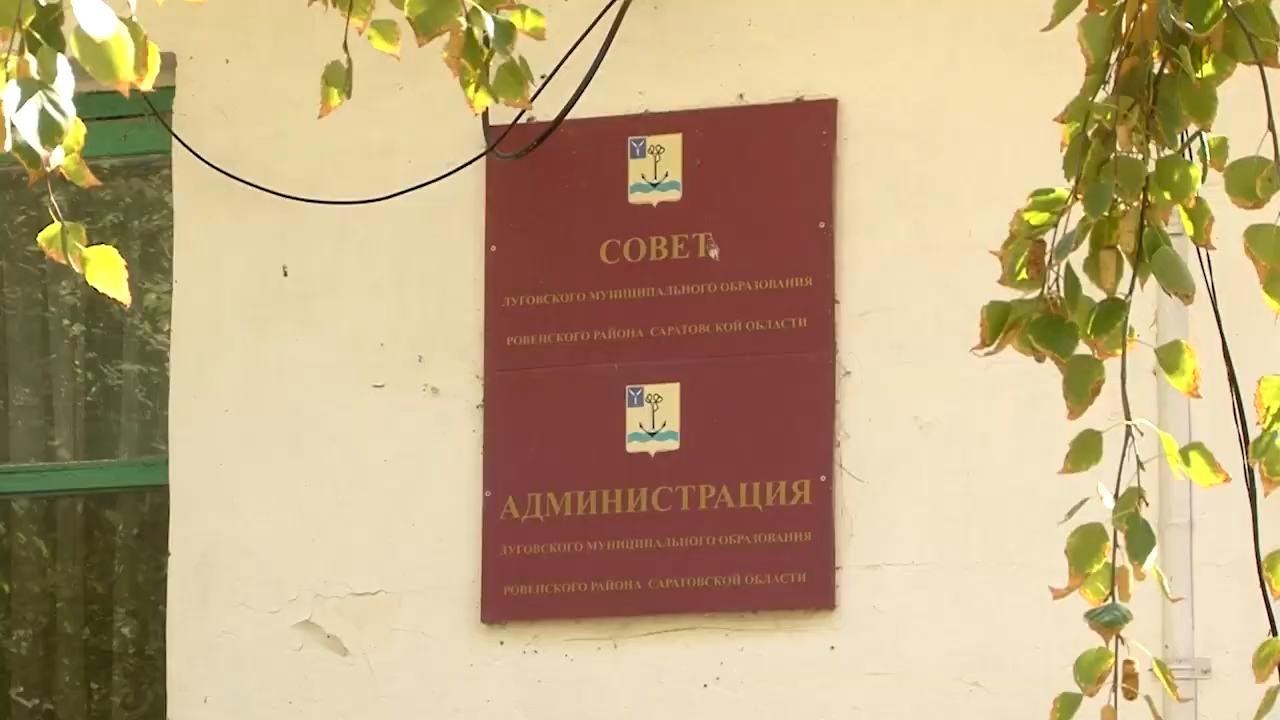 СОВЕТ
ЛУГОВСКОГО МУНИЦИПАЛЬНОГО ОБРАЗОВАНИЯ
РОВЕНСКОГО РАЙОНА САРАТОВСКОЙ ОБЛАСТИ
АДМИНИСТРАЦИЯ
ЛУГОВСКОГО МУНИЦИПАЛЬНОГО ОБРАЗОВАНИЯ
РОВЕНСКОГО РАЙОНА САРАТОВСКОЙ ОБЛАСТИ